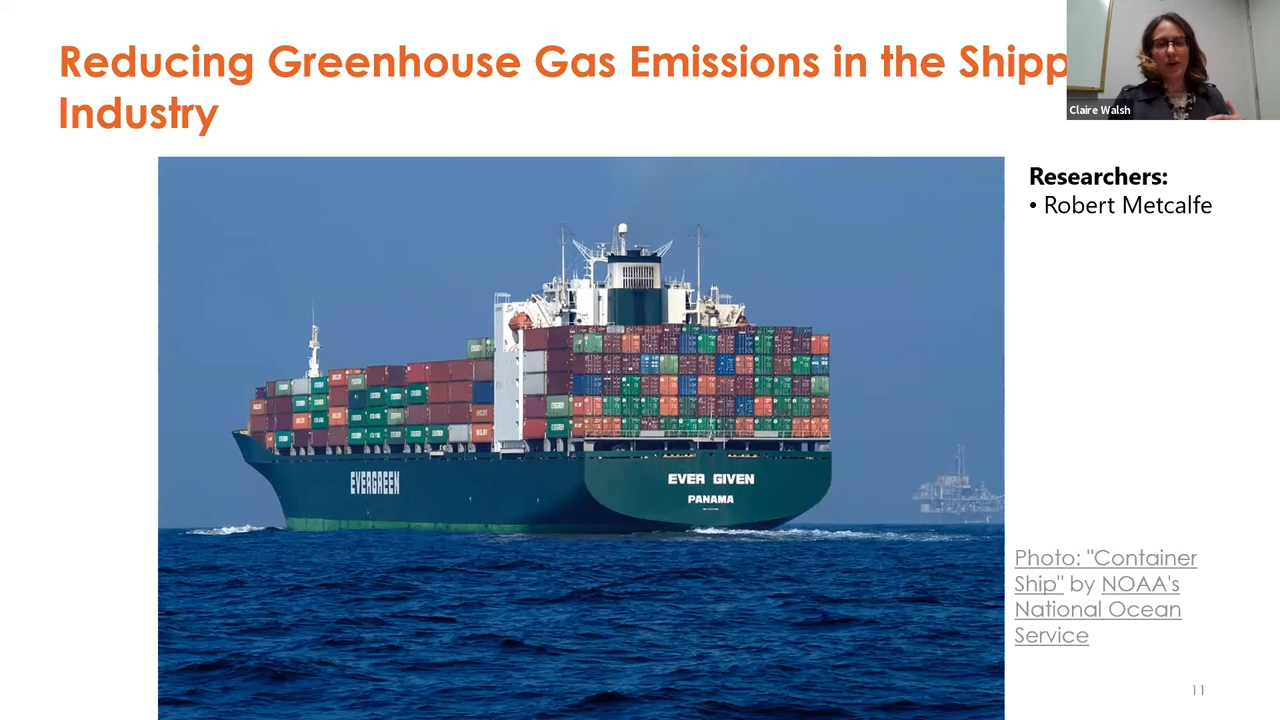 Reducing Greenhouse Gas Emissions in the Shipp
Industry
Claire Walsh
Researchers:
• Robert Metcalfe
EVERGREEN
EVER GIVEN
PANAMA
Photo: "Container
Ship" by NOAA's
National Ocean
Service
11